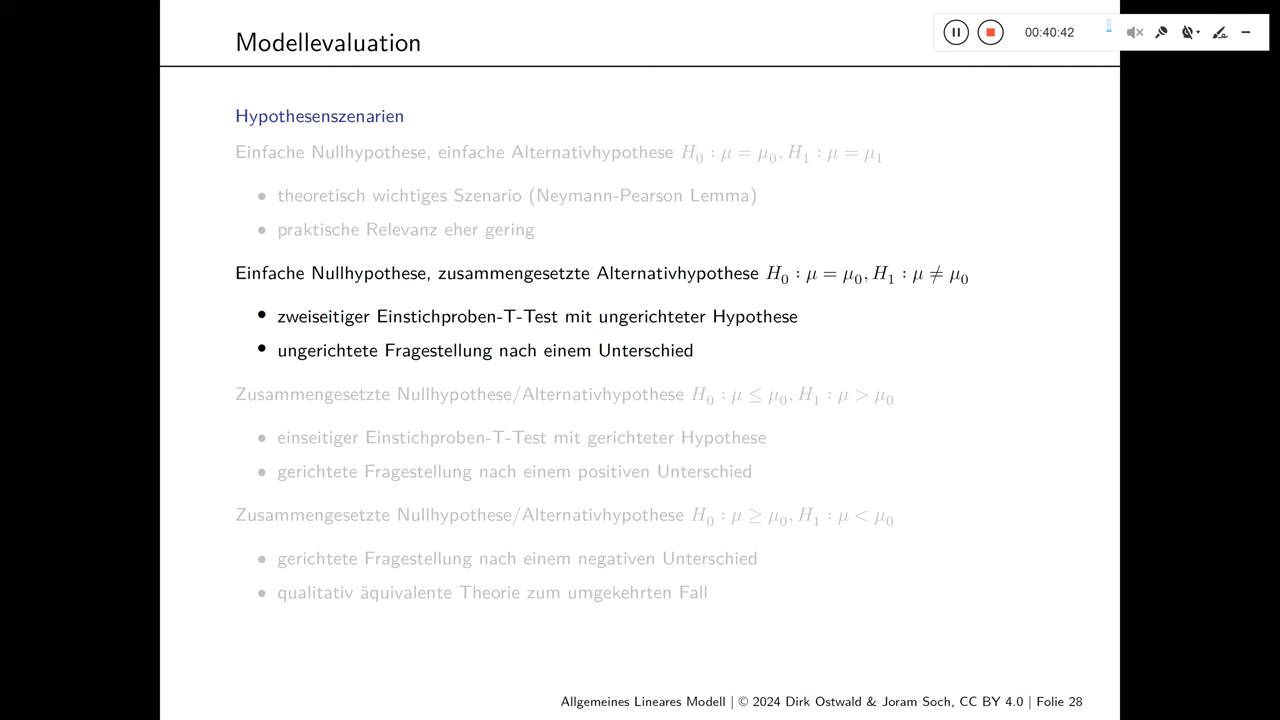 Modellevaluation
00:40:42
Hypothesenszenarien
Einfache Nullhypothese, einfache Alternativhypothese H₀ : μ = μ₀, H₁ : μ = μ₁
• theoretisch wichtiges Szenario (Neymann-Pearson Lemma)
• praktische Relevanz eher gering
Einfache Nullhypothese, zusammengesetzte Alternativhypothese H₀ : μ = μ₀, H₁ : μ ≠ μ₀
• zweiseitiger Einstichproben-T-Test mit ungerichteter Hypothese
• ungerichtete Fragestellung nach einem Unterschied
Zusammengesetzte Nullhypothese/Alternativhypothese H₀ : μ ≤ μ₀, H₁ : μ > μ₀
• einseitiger Einstichproben-T-Test mit gerichteter Hypothese
• gerichtete Fragestellung nach einem positiven Unterschied
Zusammengesetzte Nullhypothese/Alternativhypothese H₀ : μ ≥ μ₀, H₁ : μ < μ₀
• gerichtete Fragestellung nach einem negativen Unterschied
• qualitativ äquivalente Theorie zum umgekehrten Fall
Allgemeines Lineares Modell | © 2024 Dirk Ostwald & Joram Soch, CC BY 4.0 | Folie 28